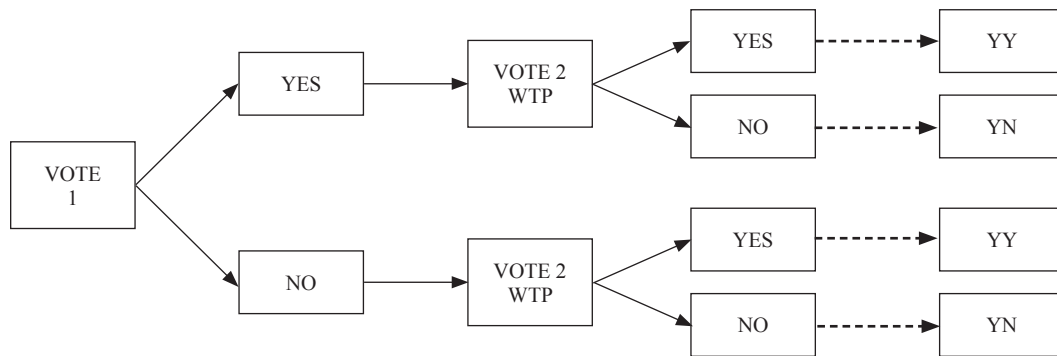 YES
YY
YES
VOTE 2
WTP
NO
YN
VOTE
1
YES
YY
NO
VOTE 2
WTP
NO
YN